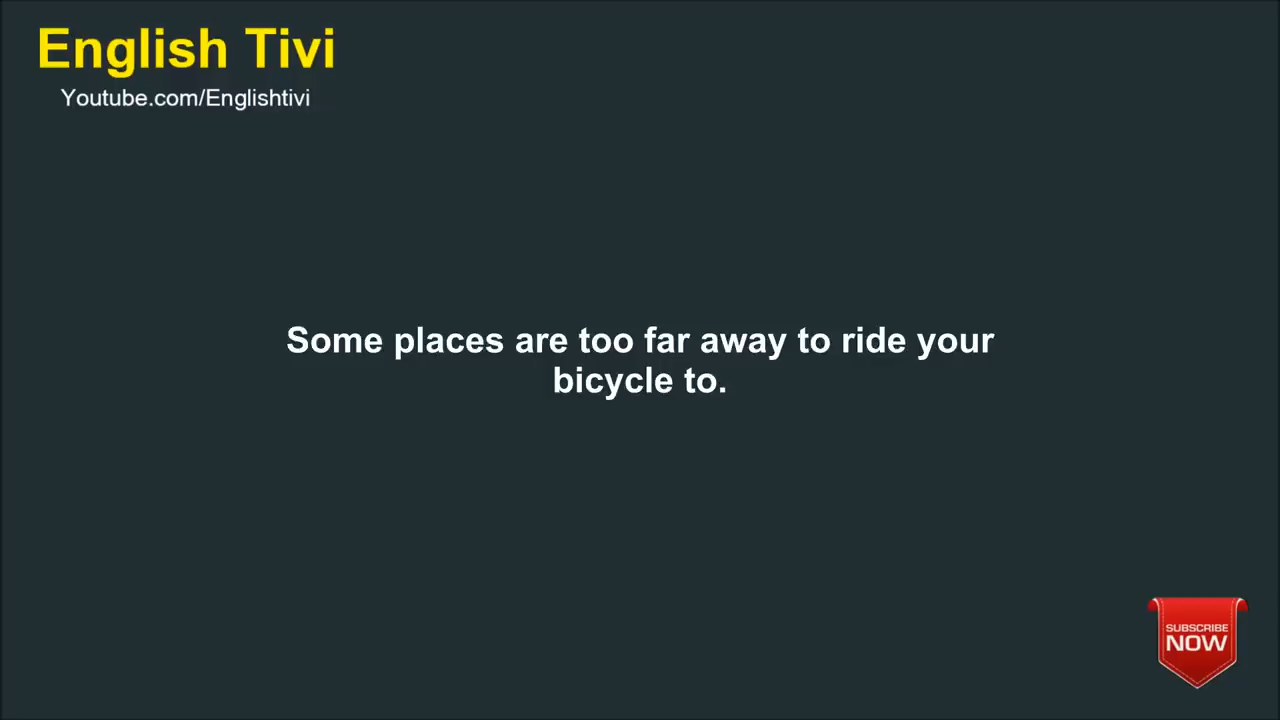 English Tivi
Youtube.com/Englishtivi
Some places are too far away to ride your
bicycle to.
SUBSCRIBE
NOW